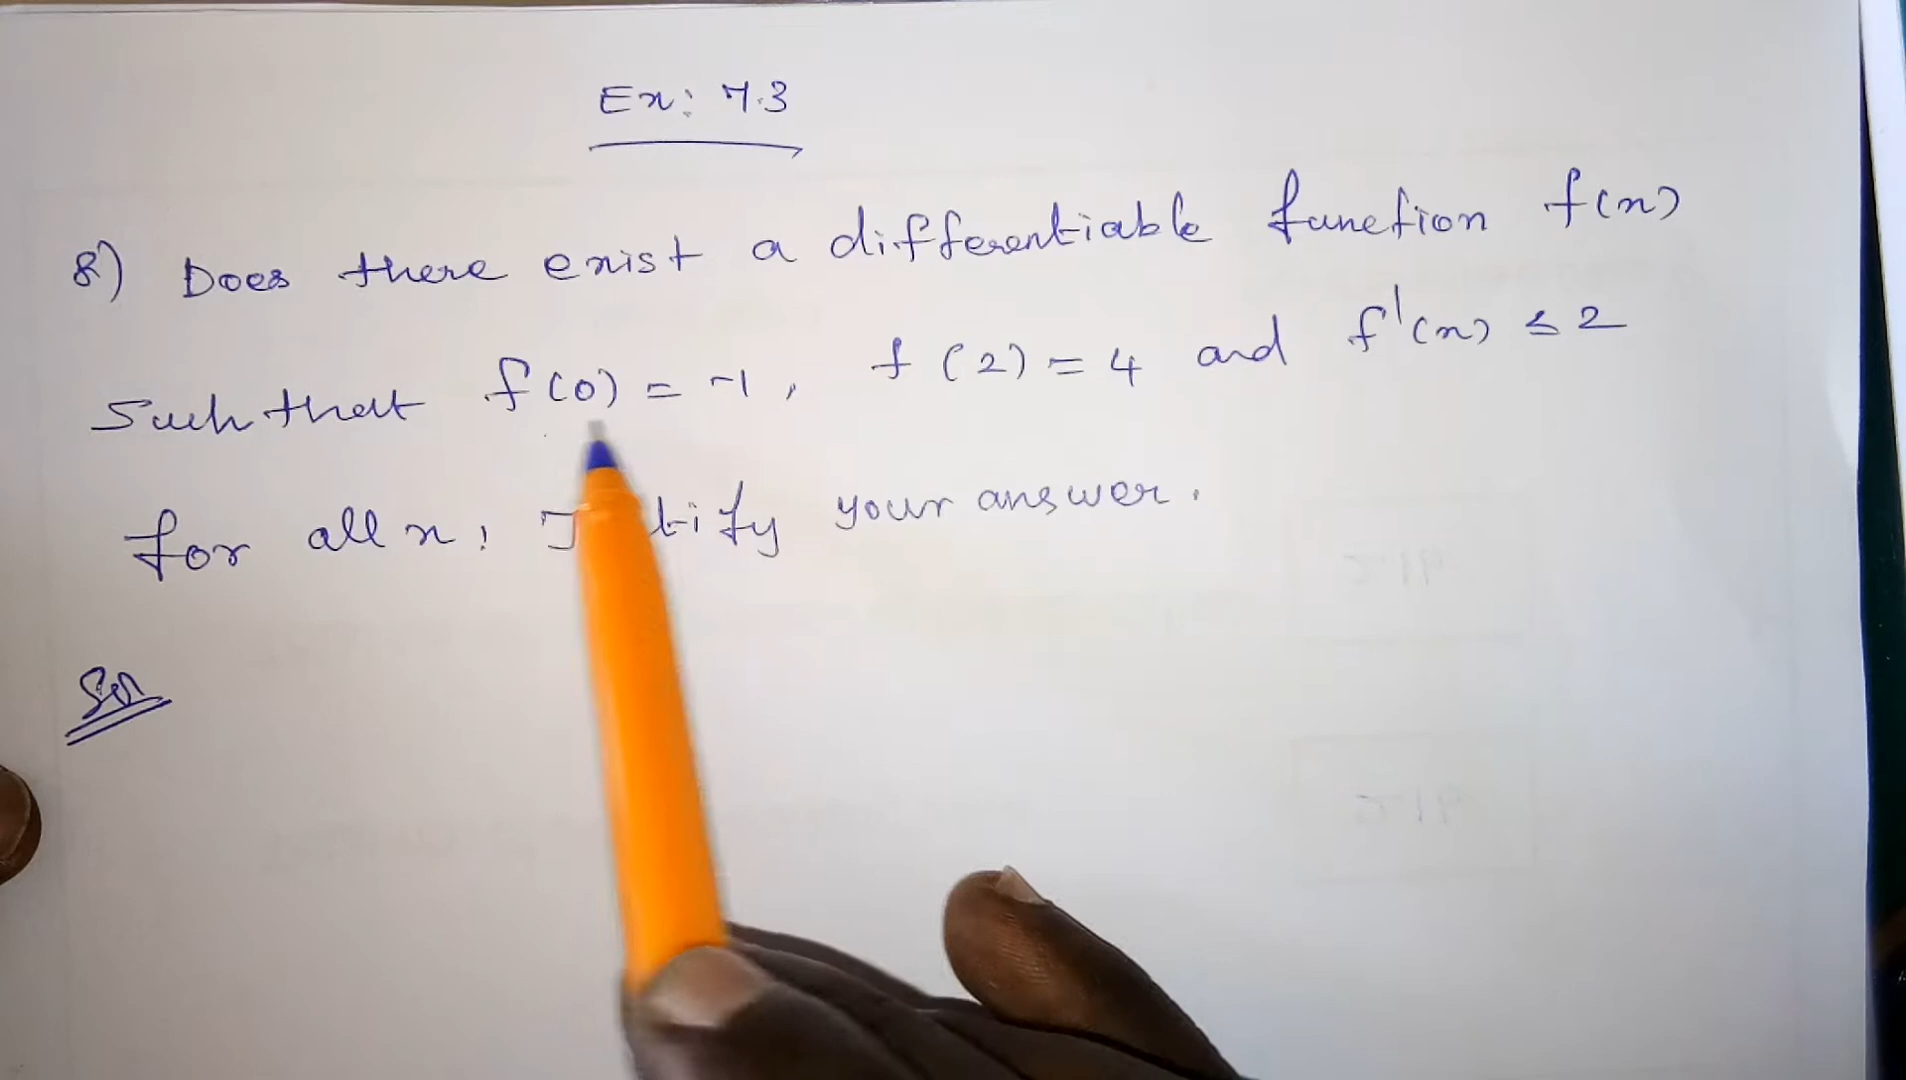 Ex: 7.3
8) Does there exist a differentiable function f(x)
Such that f(0) = -1, f(2) = 4 and f'(x) ≤ 2
for all x. your answer.
Sol